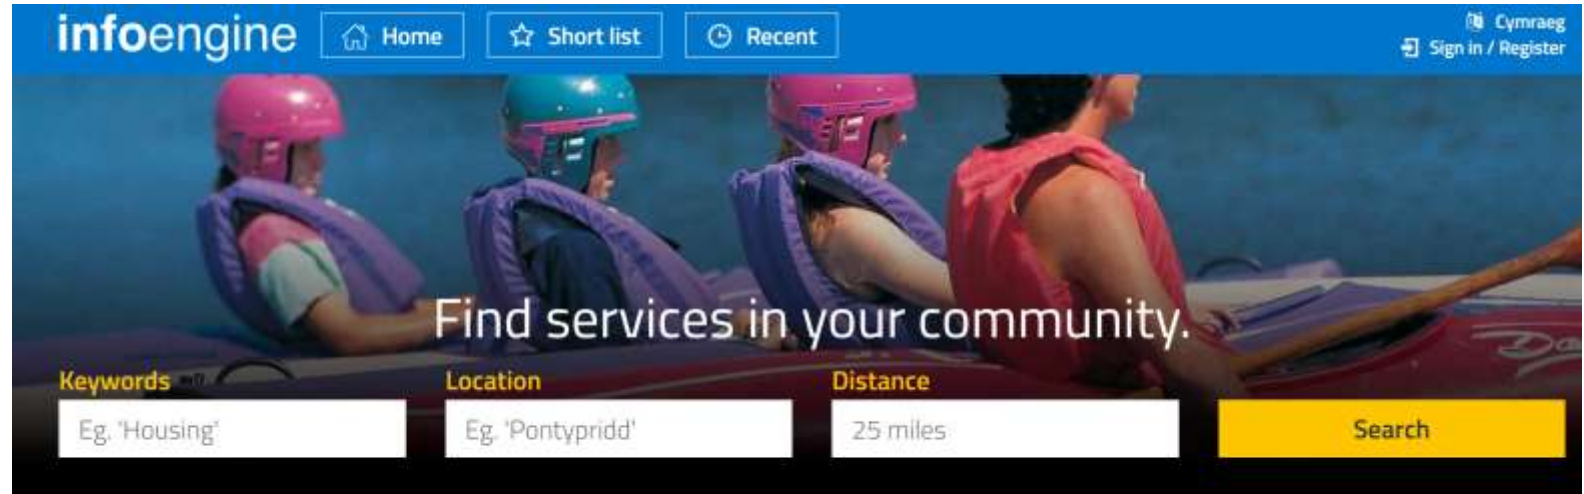 infoengine Home Short list Recent
Cymraeg
Sign in / Register
Find services in your community.
Keywords Location Distance
Eg. 'Housing' Eg. 'Pontypridd' 25 miles Search